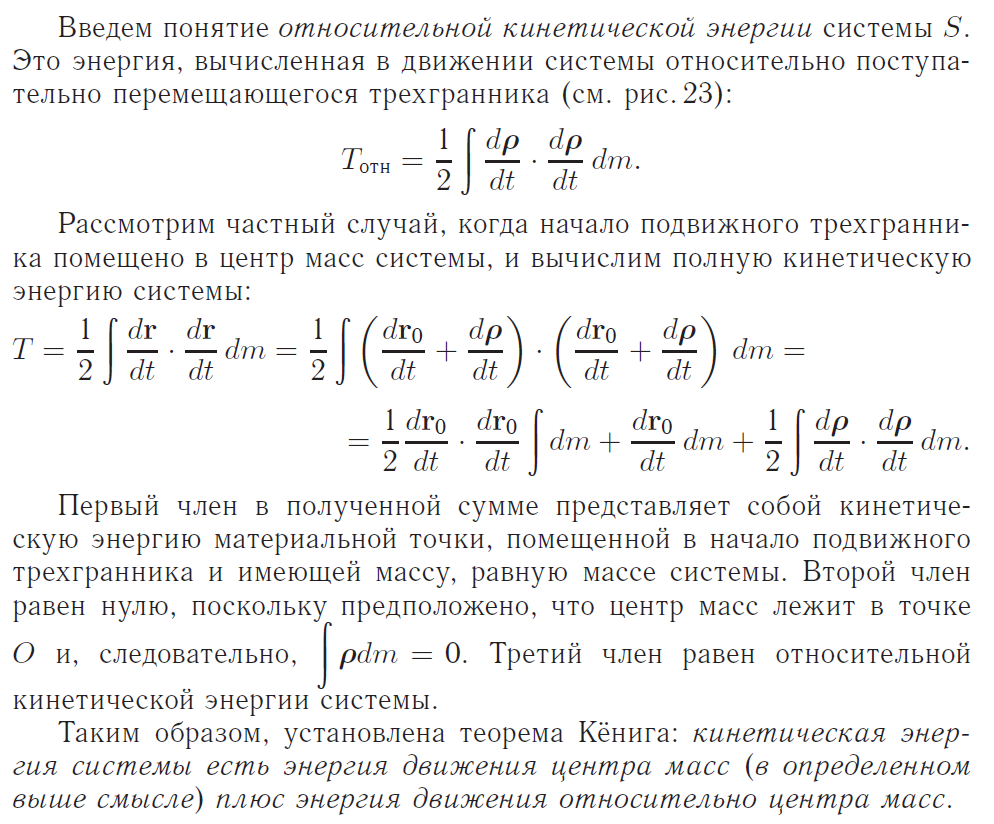 Введем понятие относительной кинетической энергии системы S.
Это энергия, вычисленная в движении системы относительно поступа-
тельно перемещающегося трехгранника (см. рис. 23):
T_отн = \frac{1}{2} \int \frac{d\boldsymbol{\rho}}{dt} \cdot \frac{d\boldsymbol{\rho}}{dt} \, dm.
Рассмотрим частный случай, когда начало подвижного трехгранни-
ка помещено в центр масс системы, и вычислим полную кинетическую
энергию системы:
T = \frac{1}{2} \int \frac{d\mathbf{r}}{dt} \cdot \frac{d\mathbf{r}}{dt} \, dm = \frac{1}{2} \int \left( \frac{d\mathbf{r}_0}{dt} + \frac{d\boldsymbol{\rho}}{dt} \right) \cdot \left( \frac{d\mathbf{r}_0}{dt} + \frac{d\boldsymbol{\rho}}{dt} \right) \, dm =
= \frac{1}{2} \frac{d\mathbf{r}_0}{dt} \cdot \frac{d\mathbf{r}_0}{dt} \int dm + \frac{d\mathbf{r}_0}{dt} \, dm + \frac{1}{2} \int \frac{d\boldsymbol{\rho}}{dt} \cdot \frac{d\boldsymbol{\rho}}{dt} \, dm.
Первый член в полученной сумме представляет собой кинетиче-
скую энергию материальной точки, помещенной в начало подвижного
трехгранника и имеющей массу, равную массе системы. Второй член
равен нулю, поскольку предположено, что центр масс лежит в точке
O и, следовательно, \int \boldsymbol{\rho} dm = 0. Третий член равен относительной
кинетической энергии системы.
Таким образом, установлена теорема Кёнига: кинетическая энер-
гия системы есть энергия движения центра масс (в определенном
выше смысле) плюс энергия движения относительно центра масс.